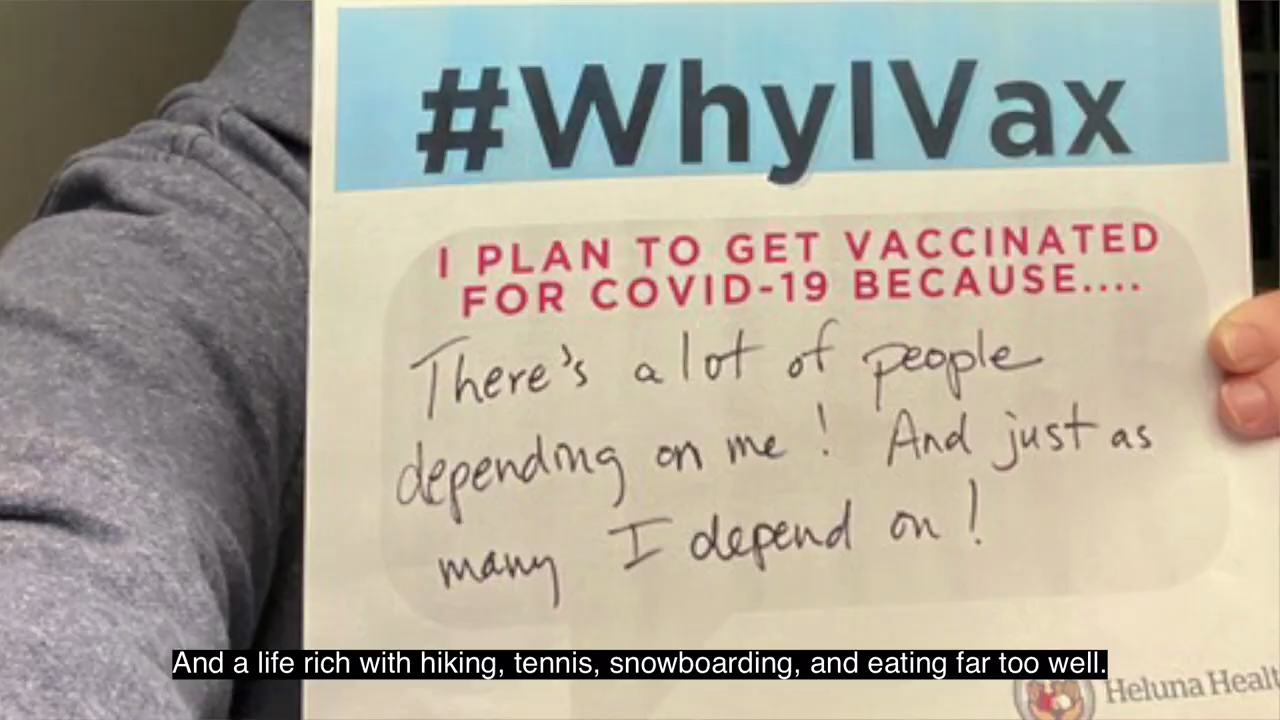 #WhyIVax
I PLAN TO GET VACCINATED
FOR COVID-19 BECAUSE....
There's a lot of people
depending on me! And just as
many I depend on!
And a life rich with hiking, tennis, snowboarding, and eating far too well.
Heluna Healt